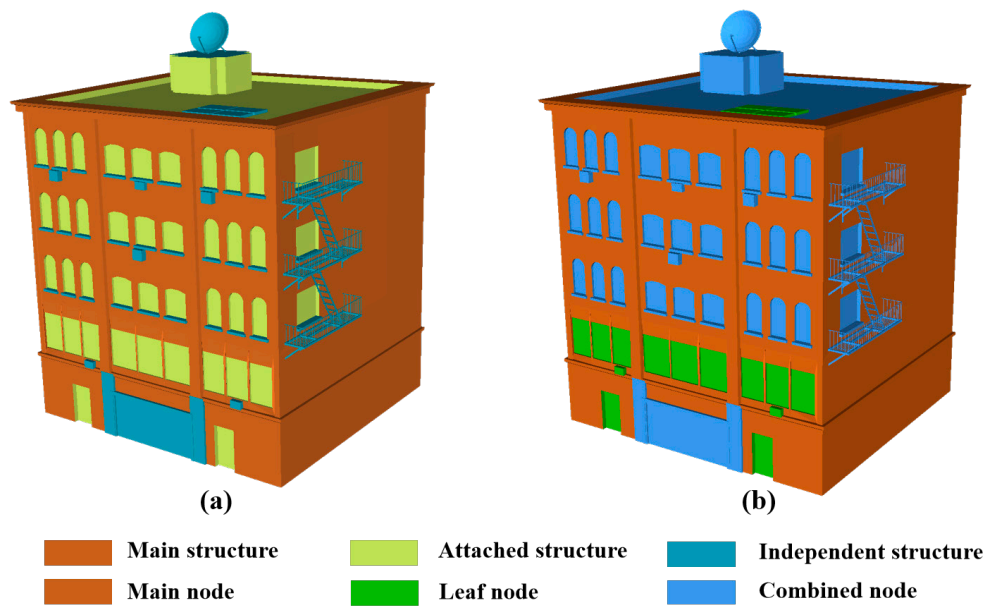 (a) (b)
Main structure Attached structure Independent structure
Main node Leaf node Combined node